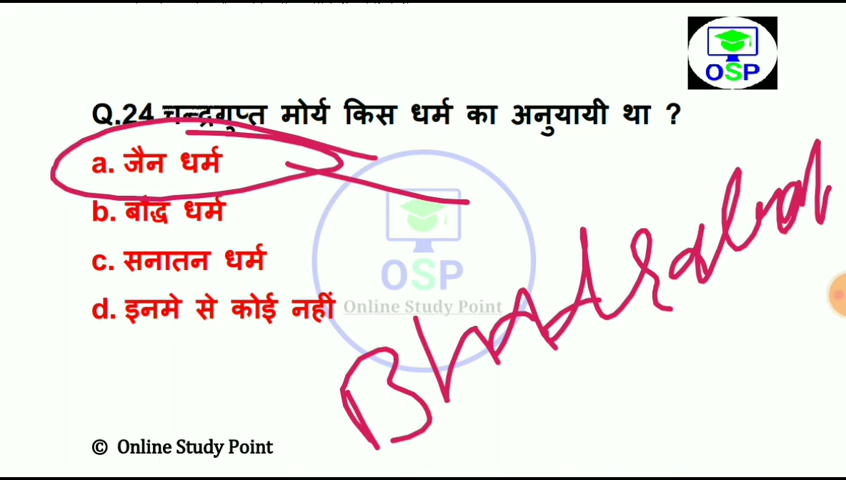 OSP
Q.24 चन्द्रगुप्त मोर्य किस धर्म का अनुयायी था ?
a. जैन धर्म
b. बौद्ध धर्म
c. सनातन धर्म
d. इनमे से कोई नहीं
OSP
Online Study Point
© Online Study Point